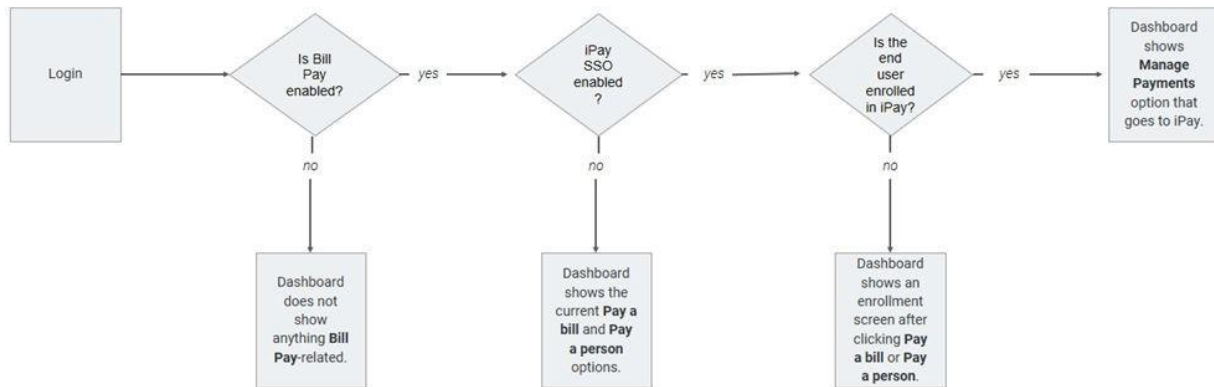 Login
Is Bill
Pay
enabled?
yes
iPay
SSO
enabled
?
yes
Is the
end
user
enrolled
in iPay?
yes
Dashboard
shows
Manage
Payments
option that
goes to iPay.
no
no
no
Dashboard
does not
show
anything Bill
Pay-related.
Dashboard
shows the
current Pay a
bill and Pay
a person
options.
Dashboard
shows an
enrollment
screen after
clicking Pay
a bill or Pay
a person.